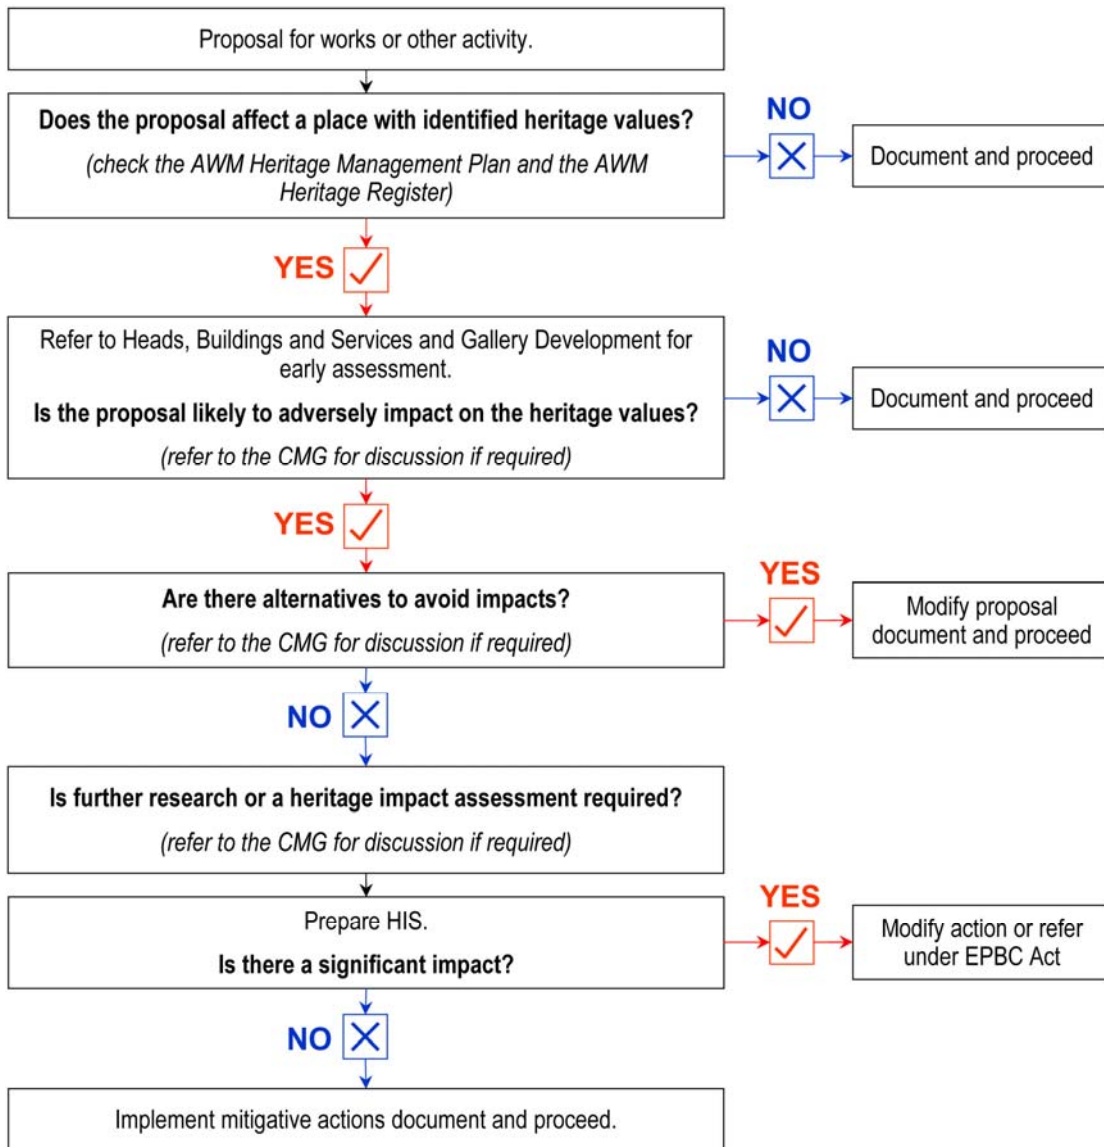 Proposal for works or other activity.
Does the proposal affect a place with identified heritage values?
(check the AWM Heritage Management Plan and the AWM
Heritage Register)
NO
Document and proceed
YES
Refer to Heads, Buildings and Services and Gallery Development for
early assessment.
Is the proposal likely to adversely impact on the heritage values?
(refer to the CMG for discussion if required)
NO
Document and proceed
YES
Are there alternatives to avoid impacts?
(refer to the CMG for discussion if required)
YES
Modify proposal
document and proceed
NO
Is further research or a heritage impact assessment required?
(refer to the CMG for discussion if required)
Prepare HIS.
Is there a significant impact?
YES
Modify action or refer
under EPBC Act
NO
Implement mitigative actions document and proceed.